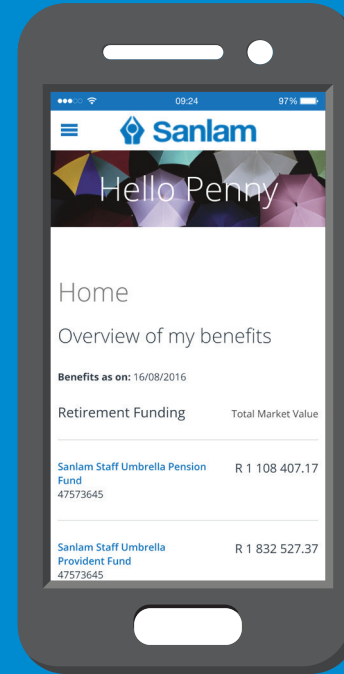 09:24 97%
Sanlam
Hello Penny
Home
Overview of my benefits
Benefits as on: 16/08/2016
Retirement Funding Total Market Value
Sanlam Staff Umbrella Pension R 1 108 407.17
Fund
47573645
Sanlam Staff Umbrella R 1 832 527.37
Provident Fund
47573645